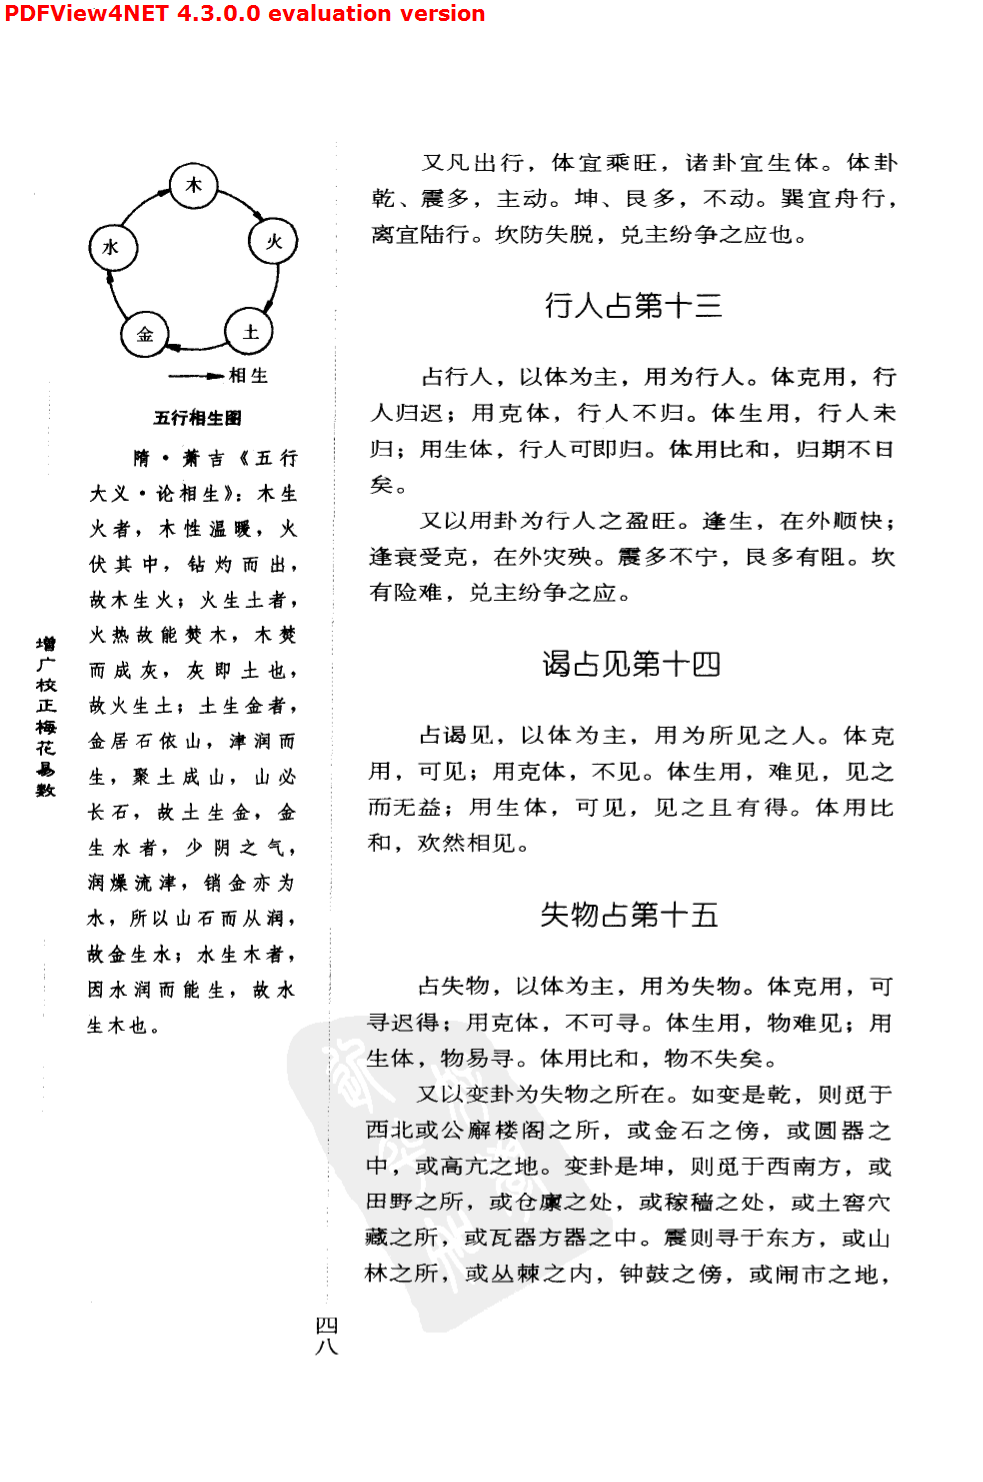 PDFView4NET 4.3.0.0 evaluation version
木
火
土
金
水
相生
五行相生图
隋·萧吉《五行
大义·论相生》：木生
火者，木性温暖，火
伏其中，钻灼而出，
故木生火；火生土者，
火热故能焚木，木焚
而成灰，灰即土也，
故火生土；土生金者，
金居石依山，津润而
生，聚土成山，山必
长石，故土生金，金
生水者，少阴之气，
润燥流津，销金亦为
水，所以山石而从润，
故金生水；水生木者，
因水润而能生，故水
生木也。
增广校正梅花易数
又凡出行，体宜乘旺，诸卦宜生体。体卦
乾、震多，主动。坤、艮多，不动。巽宜舟行，
离宜陆行。坎防失脱，兑主纷争之应也。
行人占第十三
占行人，以体为主，用为行人。体克用，行
人归迟；用克体，行人不归。体生用，行人未
归；用生体，行人可即归。体用比和，归期不日
矣。
又以用卦为行人之盈旺。逢生，在外顺快；
逢衰受克，在外灾殃。震多不宁，艮多有阻。坎
有险难，兑主纷争之应。
谒占见第十四
占谒见，以体为主，用为所见之人。体克
用，可见；用克体，不见。体生用，难见，见之
而无益；用生体，可见，见之且有得。体用比
和，欢然相见。
失物占第十五
占失物，以体为主，用为失物。体克用，可
寻迟得；用克体，不可寻。体生用，物难见；用
生体，物易寻。体用比和，物不失矣。
又以变卦为失物之所在。如变是乾，则觅于
西北或公廨楼阁之所，或金石之傍，或圆器之
中，或高亢之地。变卦是坤，则觅于西南方，或
田野之所，或仓廪之处，或稼穑之处，或土窖穴
藏之所，或瓦器方器之中。震则寻于东方，或山
林之所，或丛棘之内，钟鼓之傍，或闹市之地，
四八